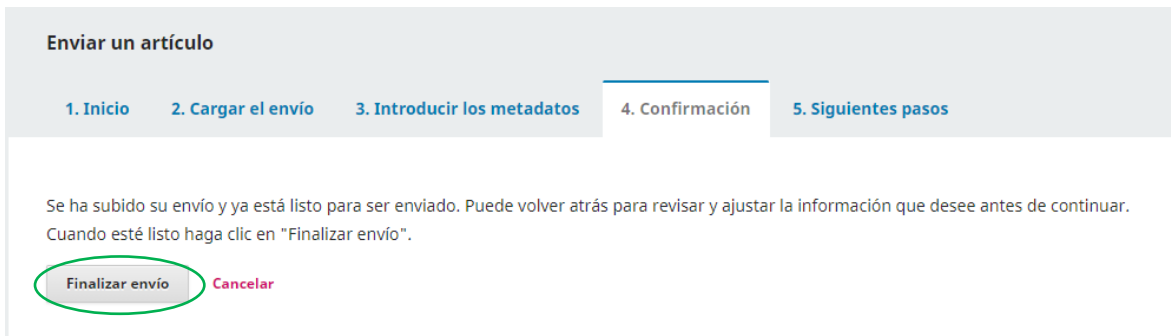 Enviar un artículo
1. Inicio 2. Cargar el envío 3. Introducir los metadatos 4. Confirmación 5. Siguientes pasos
Se ha subido su envío y ya está listo para ser enviado. Puede volver atrás para revisar y ajustar la información que desee antes de continuar.
Cuando esté listo haga clic en "Finalizar envío".
Finalizar envío Cancelar